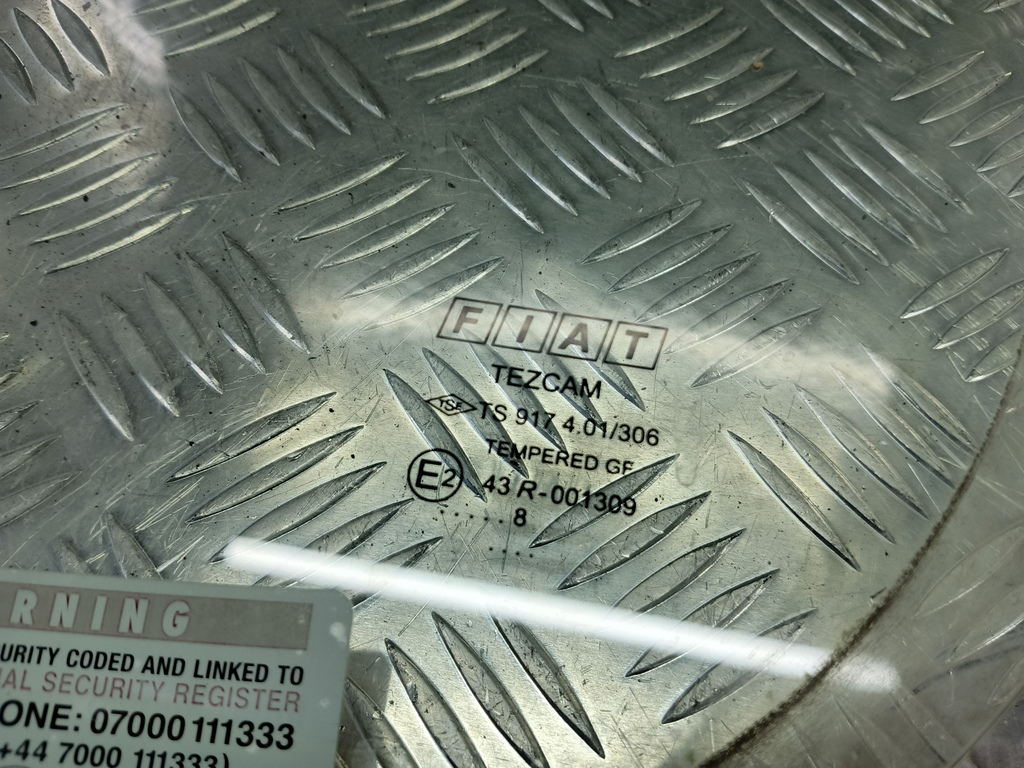 FIAT
TEZCAM
TSE TS 917 4.01/306
TEMPERED GF
E2 43 R-001309
. . . . . 8
. . . .
RNING
URITY CODED AND LINKED TO
AL SECURITY REGISTER
ONE: 07000 111333
+44 7000 111333)